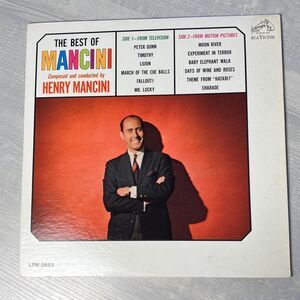 THE BEST OF
MANCINI
Composed and conducted by
HENRY MANCINI
SIDE 1—FROM TELEVISION
PETER GUNN
TIMOTHY
LUJON
MARCH OF THE CUE BALLS
FALLOUT!
MR. LUCKY
SIDE 2—FROM MOTION PICTURES
MOON RIVER
EXPERIMENT IN TERROR
BABY ELEPHANT WALK
DAYS OF WINE AND ROSES
THEME FROM "HATARI!"
CHARADE
RCA VICTOR
LPM-2693